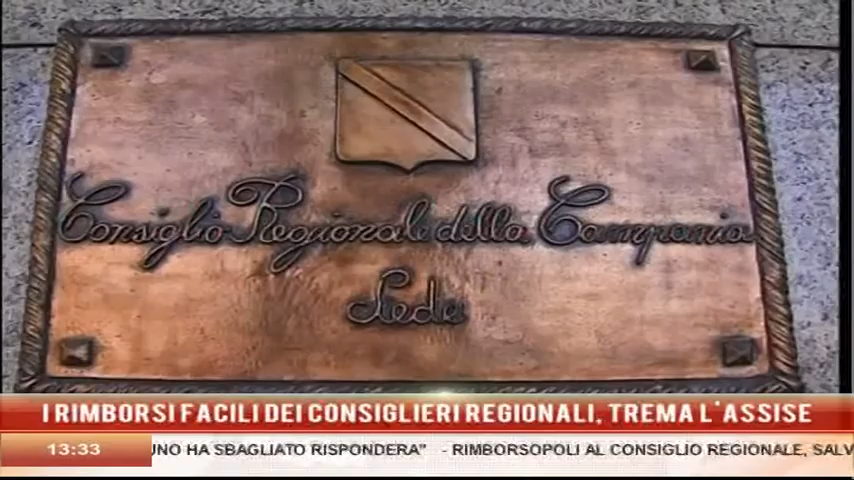 Consiglio Regionale della Campania
Sede
I RIMBORSI FACILI DEI CONSIGLIERI REGIONALI, TREMA L'ASSISE
13:33 UNO HA SBAGLIATO RISPONDERA" - RIMBORSOPOLI AL CONSIGLIO REGIONALE, SALV